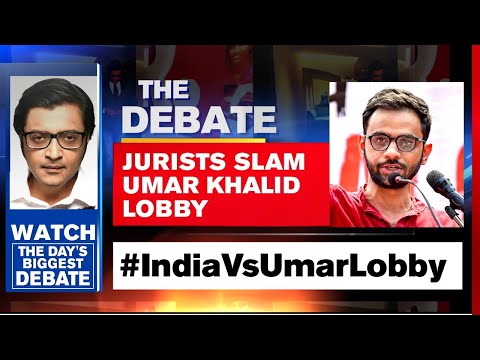 THE
DEBATE
JURISTS SLAM
UMAR KHALID
LOBBY
WATCH
THE DAY'S
BIGGEST
DEBATE
#IndiaVsUmarLobby